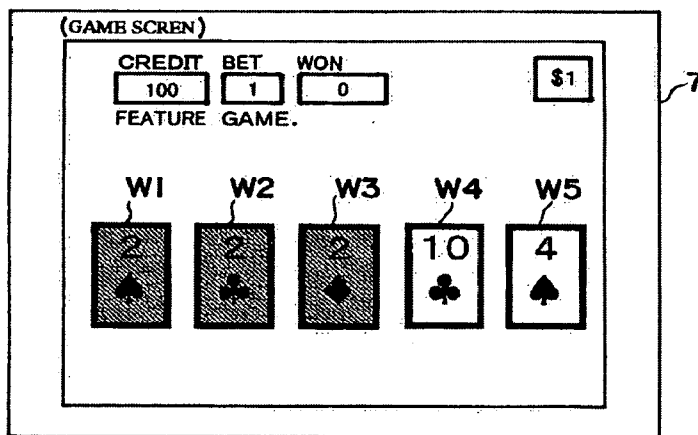 (GAME SCREN)
CREDIT BET WON
100 1 0 $1
FEATURE GAME.
7
W1 W2 W3 W4 W5
2 2 2 10 4